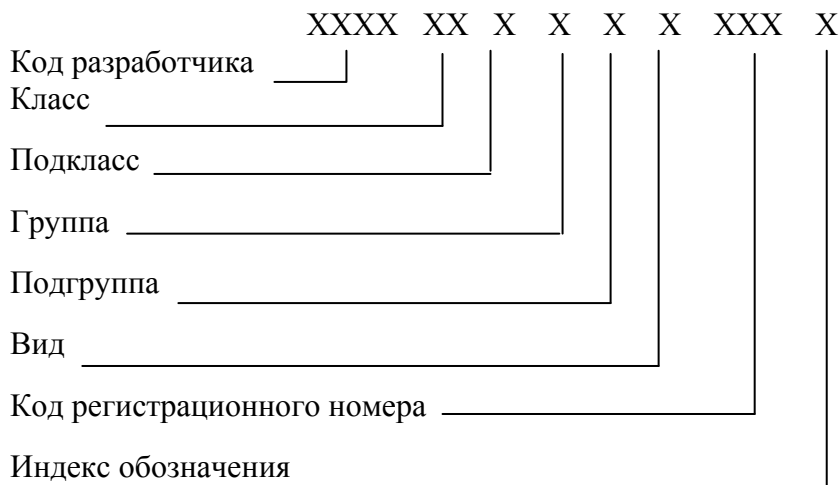 XXXX XX X X X X XXX X
Код разработчика
Класс
Подкласс
Группа
Подгруппа
Вид
Код регистрационного номера
Индекс обозначения